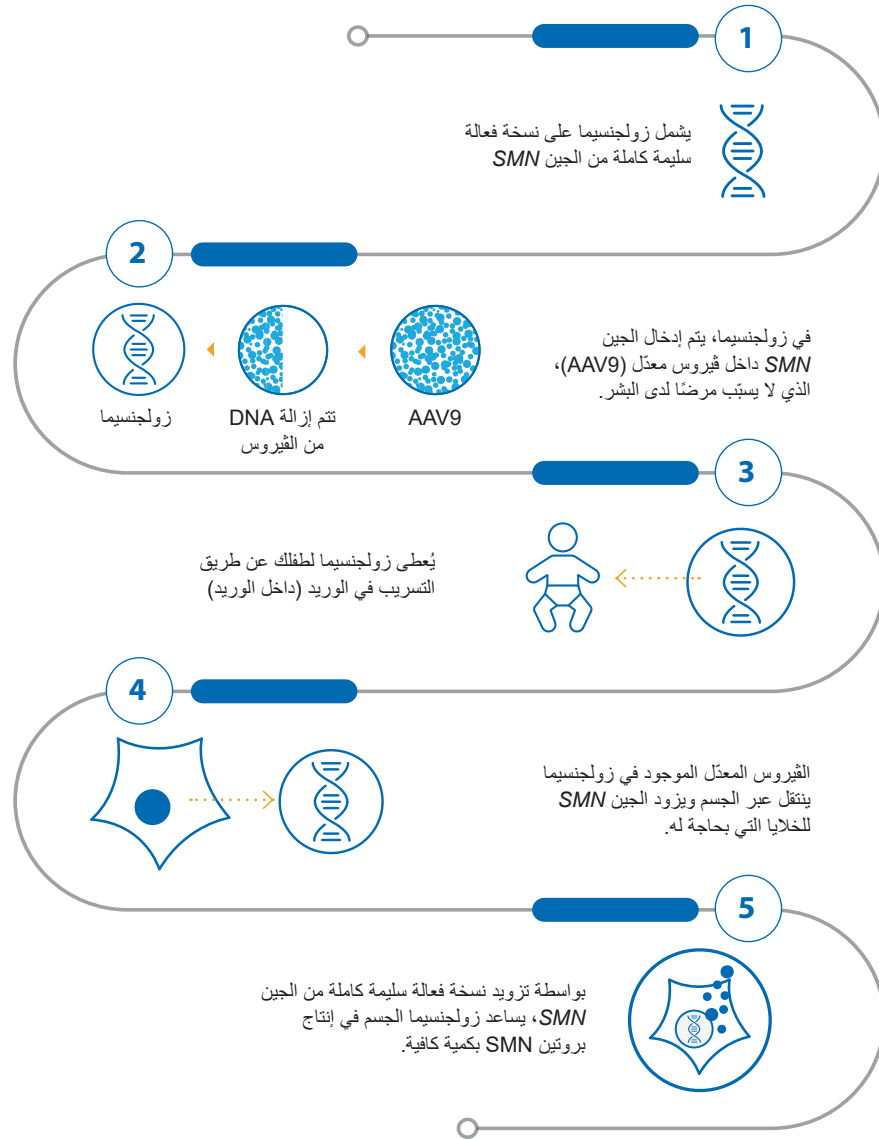 1
يشمل زولجنسيما على نسخة فعالة
سليمة كاملة من الجين SMN
2
في زولجنسيما، يتم إدخال الجين
SMN داخل ڤيروس معدّل (AAV9)،
الذي لا يسبّب مرضًا لدى البشر.
AAV9
تتم إزالة DNA
من الڤيروس
زولجنسيما
3
يُعطى زولجنسيما لطفلك عن طريق
التسريب في الوريد (داخل الوريد)
4
الڤيروس المعدّل الموجود في زولجنسيما
ينتقل عبر الجسم ويزود الجين SMN
للخلايا التي بحاجة له.
5
بواسطة تزويد نسخة فعالة سليمة كاملة من الجين
SMN، يساعد زولجنسيما الجسم في إنتاج
بروتين SMN بكمية كافية.